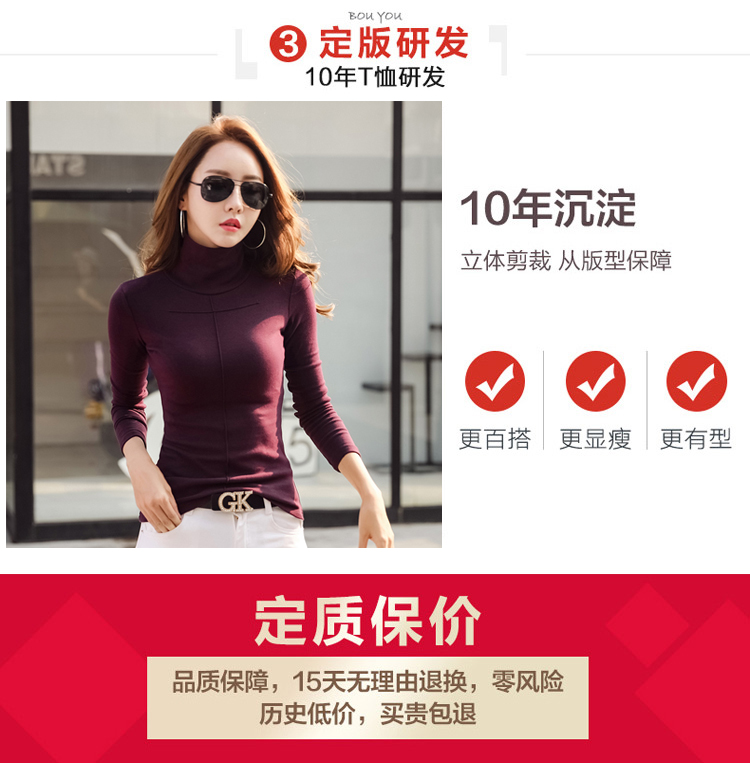 BOU YOU
3 定版研发
10年T恤研发
STA
10年沉淀
立体剪裁 从版型保障
更百搭 更显瘦 更有型
5
GK
定质保价
品质保障，15天无理由退换，零风险
历史低价，买贵包退